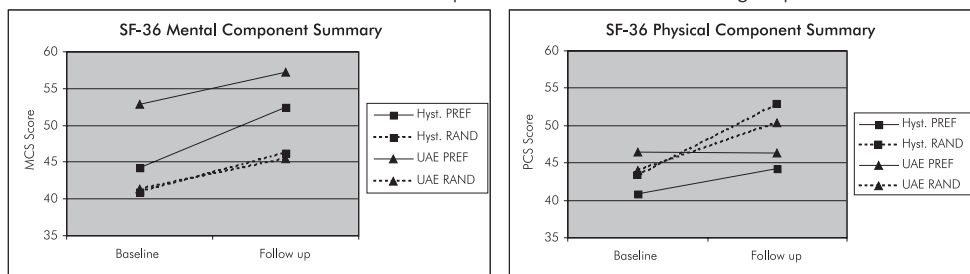 SF-36 Mental Component Summary
60
55
50
45
40
35
MCS Score
Baseline
Follow up
Hyst. PREF
Hyst. RAND
UAE PREF
UAE RAND
SF-36 Physical Component Summary
60
55
50
45
40
35
PCS Score
Baseline
Follow up
Hyst. PREF
Hyst. RAND
UAE PREF
UAE RAND